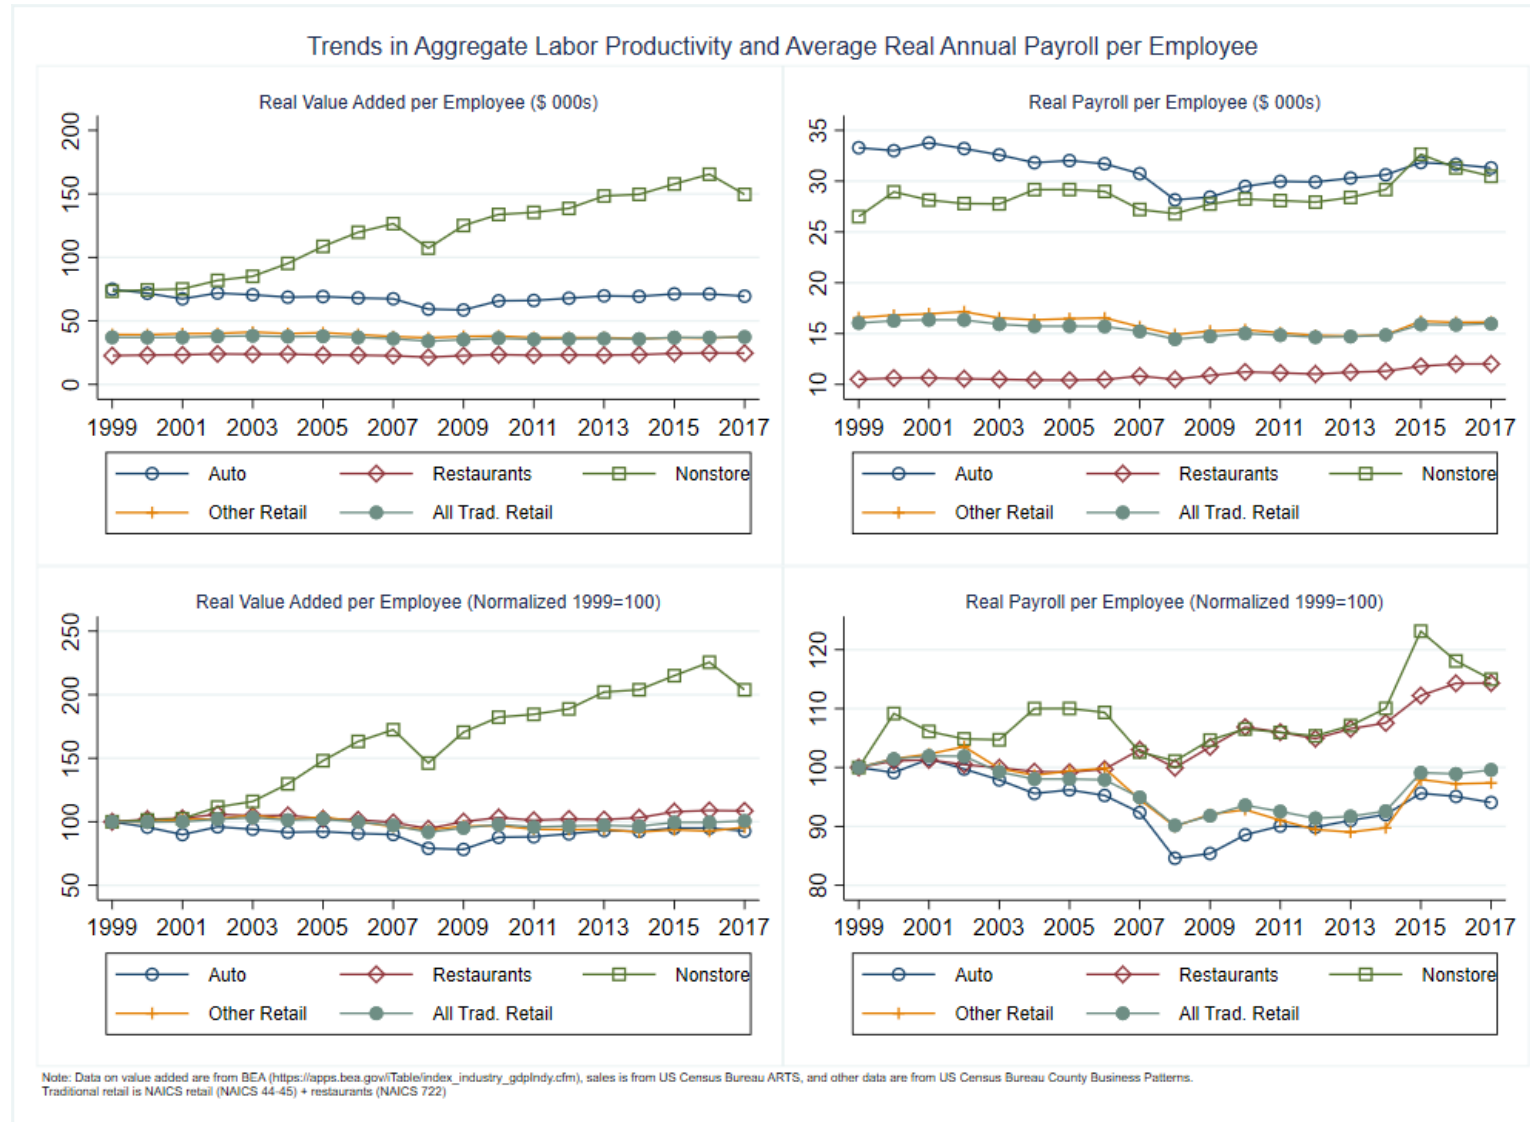 Trends in Aggregate Labor Productivity and Average Real Annual Payroll per Employee
Real Value Added per Employee ($ 000s)
200
150
100
50
0
1999 2001 2003 2005 2007 2009 2011 2013 2015 2017
Auto Restaurants Nonstore
Other Retail All Trad. Retail
Real Payroll per Employee ($ 000s)
35
30
25
20
15
10
1999 2001 2003 2005 2007 2009 2011 2013 2015 2017
Auto Restaurants Nonstore
Other Retail All Trad. Retail
Real Value Added per Employee (Normalized 1999=100)
250
200
150
100
50
1999 2001 2003 2005 2007 2009 2011 2013 2015 2017
Auto Restaurants Nonstore
Other Retail All Trad. Retail
Real Payroll per Employee (Normalized 1999=100)
120
110
100
90
80
1999 2001 2003 2005 2007 2009 2011 2013 2015 2017
Auto Restaurants Nonstore
Other Retail All Trad. Retail
Note: Data on value added are from BEA (https://apps.bea.gov/iTable/index_industry_gdpIndy.cfm), sales is from US Census Bureau ARTS, and other data are from US Census Bureau County Business Patterns.
Traditional retail is NAICS retail (NAICS 44-45) + restaurants (NAICS 722)